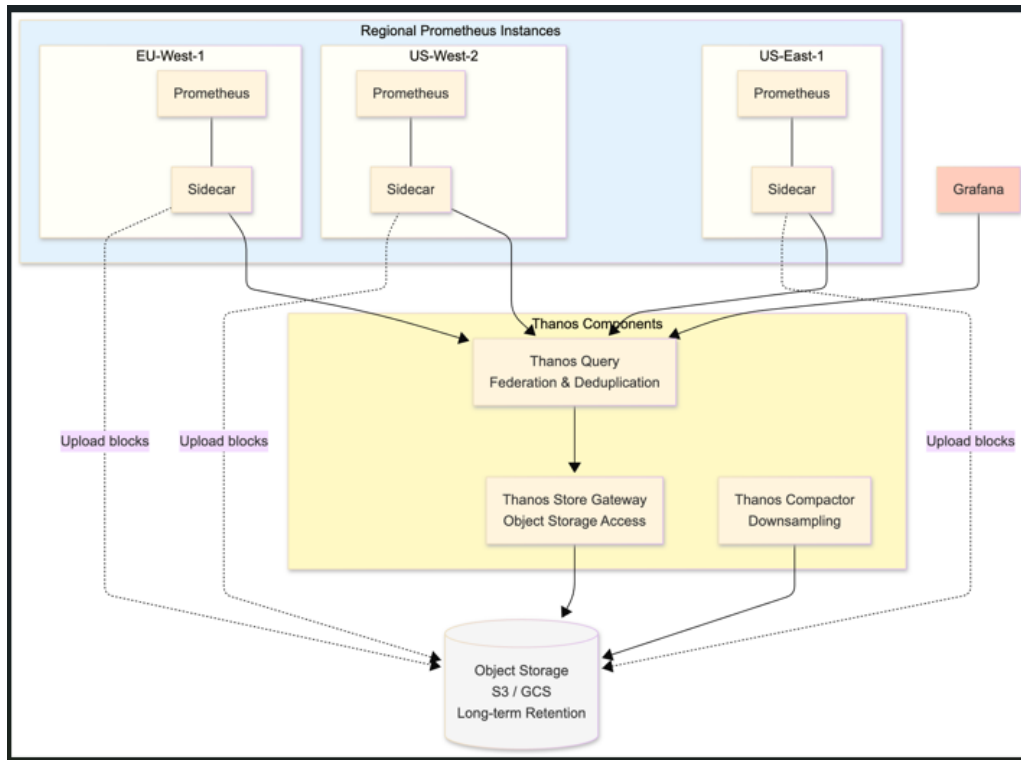 Regional Prometheus Instances
EU-West-1
US-West-2
US-East-1
Prometheus
Prometheus
Prometheus
Sidecar
Sidecar
Sidecar
Grafana
Thanos Components
Thanos Query
Federation & Deduplication
Upload blocks
Upload blocks
Upload blocks
Thanos Store Gateway
Object Storage Access
Thanos Compactor
Downsampling
Object Storage
S3 / GCS
Long-term Retention